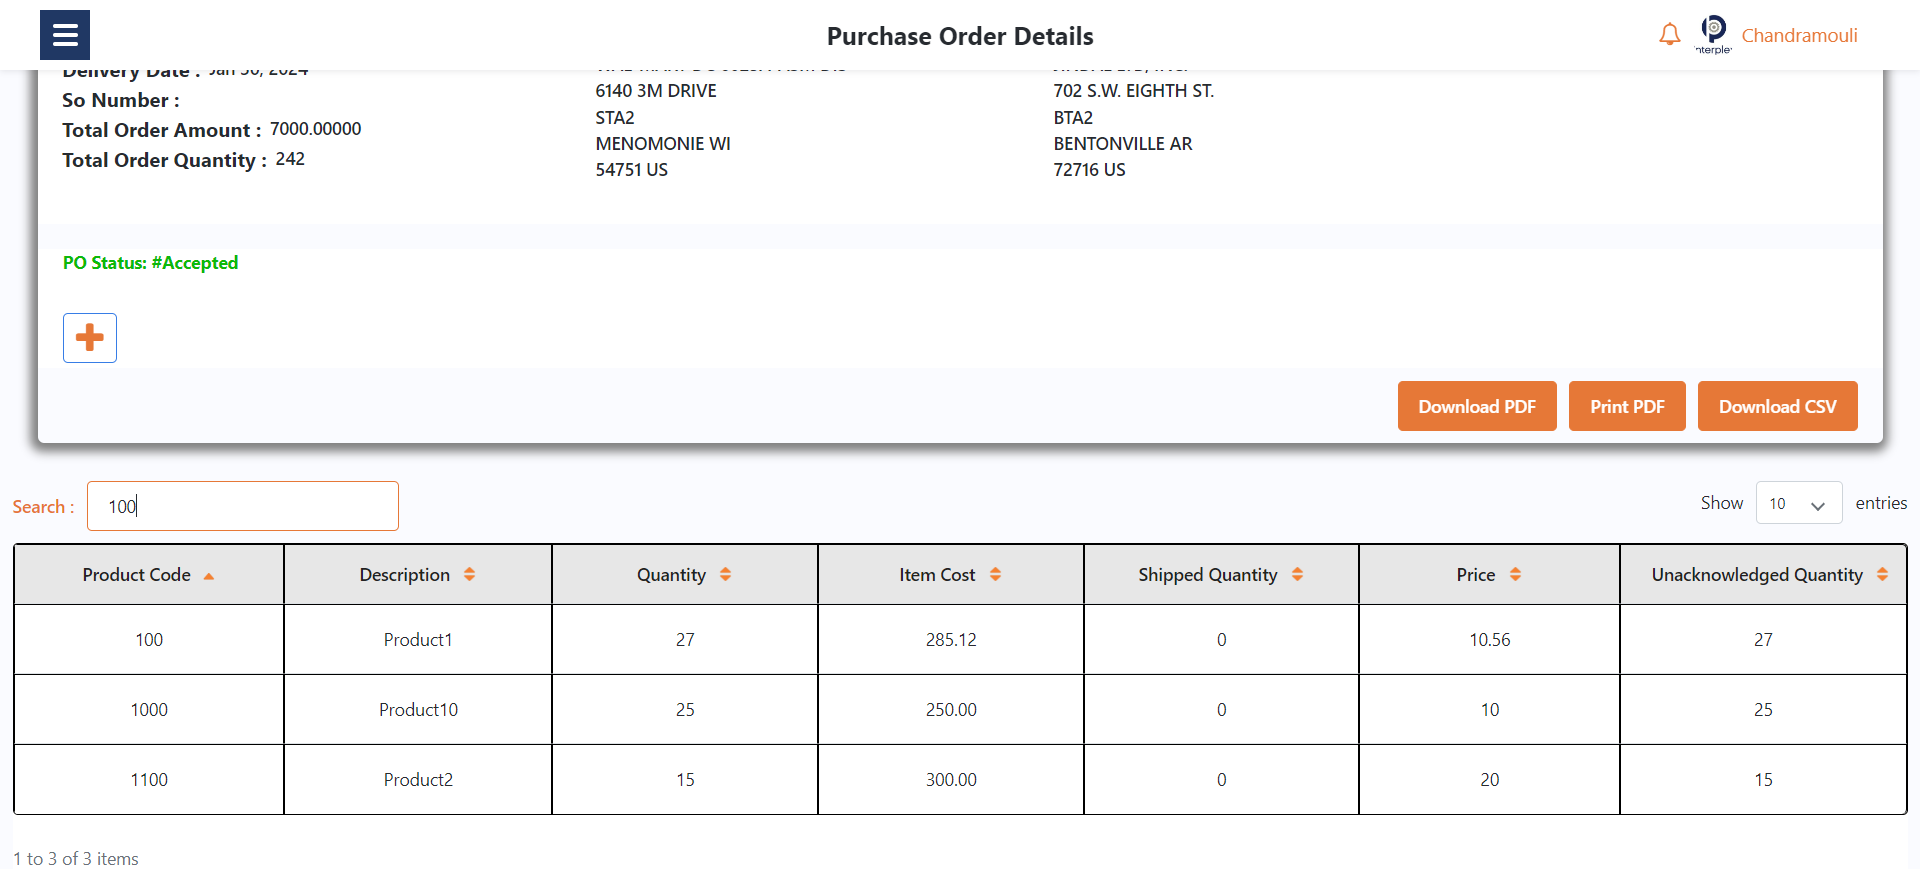 Purchase Order Details
Chandramouli
Delivery Date : Jan 30, 2024
So Number :
Total Order Amount : 7000.00000
Total Order Quantity : 242
6140 3M DRIVE
STA2
MENOMONIE WI
54751 US
702 S.W. EIGHTH ST.
BTA2
BENTONVILLE AR
72716 US
PO Status: #Accepted
Download PDF Print PDF Download CSV
Search : 100
Show 10 entries
Product Code Description Quantity Item Cost Shipped Quantity Price Unacknowledged Quantity
100 Product1 27 285.12 0 10.56 27
1000 Product10 25 250.00 0 10 25
1100 Product2 15 300.00 0 20 15
1 to 3 of 3 items